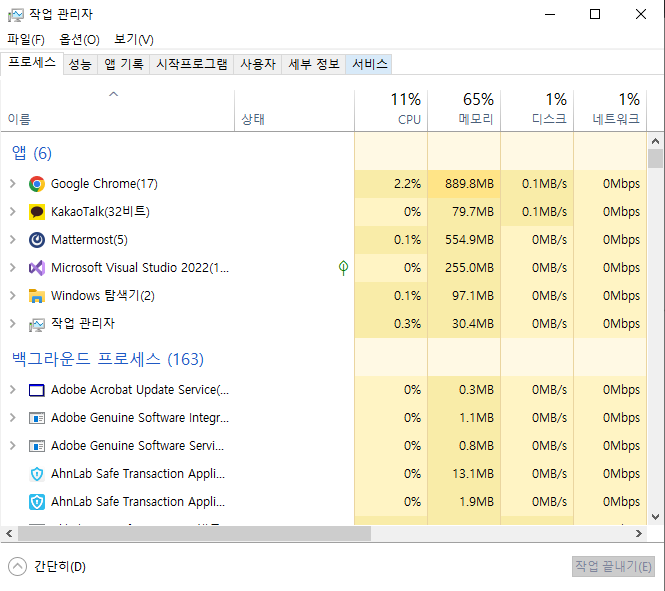 작업 관리자
파일(F) 옵션(O) 보기(V)
프로세스 성능 앱 기록 시작프로그램 사용자 세부 정보 서비스
11% 65% 1% 1%
이름 상태 CPU 메모리 디스크 네트워크
앱 (6)
Google Chrome(17) 2.2% 889.8MB 0.1MB/s 0Mbps
KakaoTalk(32비트) 0% 79.7MB 0.1MB/s 0Mbps
Mattermost(5) 0.1% 554.9MB 0MB/s 0Mbps
Microsoft Visual Studio 2022(1... 0% 255.0MB 0MB/s 0Mbps
Windows 탐색기(2) 0.1% 97.1MB 0MB/s 0Mbps
작업 관리자 0.3% 30.4MB 0MB/s 0Mbps
백그라운드 프로세스 (163)
Adobe Acrobat Update Service(... 0% 0.3MB 0MB/s 0Mbps
Adobe Genuine Software Integr... 0% 1.1MB 0MB/s 0Mbps
Adobe Genuine Software Servi... 0% 0.8MB 0MB/s 0Mbps
AhnLab Safe Transaction Appli... 0% 13.1MB 0MB/s 0Mbps
AhnLab Safe Transaction Appli... 0% 1.9MB 0MB/s 0Mbps
간단히(D) 작업 끝내기(E)